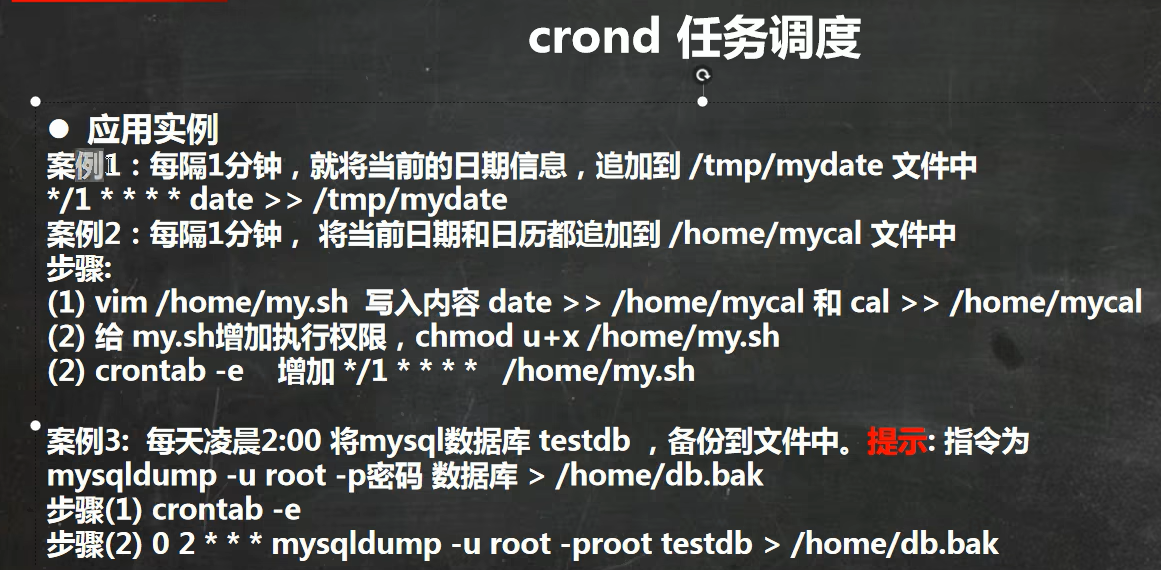 crond 任务调度
● 应用实例
案例1：每隔1分钟，就将当前的日期信息，追加到 /tmp/mydate 文件中
*/1 * * * * date >> /tmp/mydate
案例2：每隔1分钟， 将当前日期和日历都追加到 /home/mycal 文件中
步骤:
(1) vim /home/my.sh 写入内容 date >> /home/mycal 和 cal >> /home/mycal
(2) 给 my.sh增加执行权限，chmod u+x /home/my.sh
(2) crontab -e 增加 */1 * * * * /home/my.sh
案例3: 每天凌晨2:00 将mysql数据库 testdb ，备份到文件中。提示: 指令为
mysqldump -u root -p密码 数据库 > /home/db.bak
步骤(1) crontab -e
步骤(2) 0 2 * * * mysqldump -u root -proot testdb > /home/db.bak